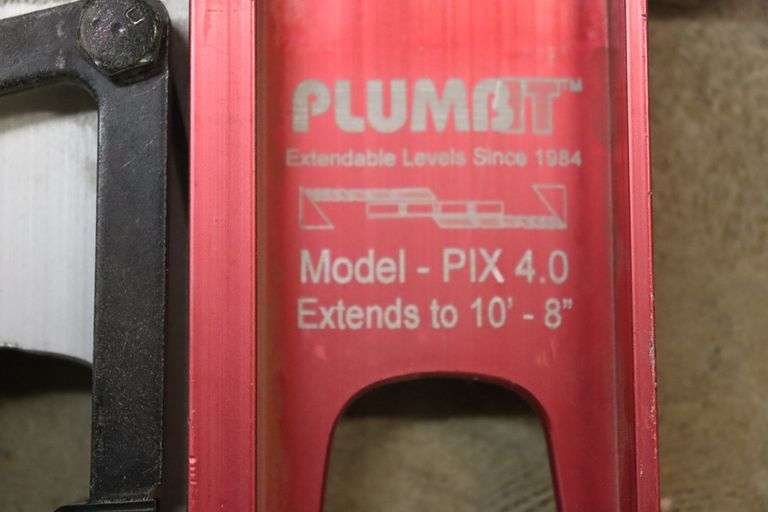 PLUMBIT™
Extendable Levels Since 1984
Model - PIX 4.0
Extends to 10' - 8”